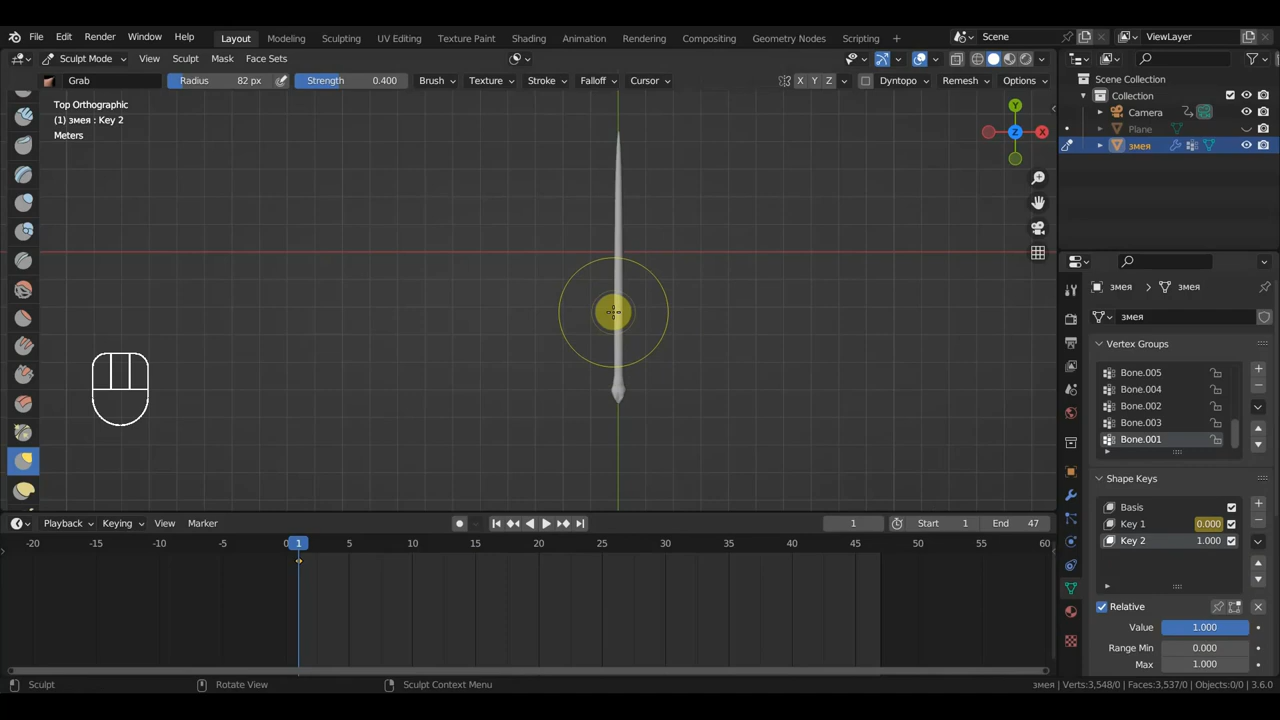 File Edit Render Window Help Layout Modeling Sculpting UV Editing Texture Paint Shading Animation Rendering Compositing Geometry Nodes Scripting + Scene ViewLayer
Sculpt Mode View Sculpt Mask Face Sets
Grab Radius 82 px Strength 0.400 Brush Texture Stroke Falloff Cursor X Y Z Dyntopo Remesh Options
Top Orthographic
(1) змея : Key 2
Meters
Y
Z X
Scene Collection
Collection
Camera
Plane
змея
змея > змея
змея
Vertex Groups
Bone.005
Bone.004
Bone.002
Bone.003
Bone.001
Shape Keys
Basis
Key 1 0.000
Key 2 1.000
Relative
Value 1.000
Range Min 0.000
Max 1.000
Playback Keying View Marker 1 Start 1 End 47
-20 -15 -10 -5 0 1 5 10 15 20 25 30 35 40 45 50 55 60
Sculpt Rotate View Sculpt Context Menu змея | Verts:3,548/0 | Faces:3,537/0 | Objects:0/0 | 3.6.0